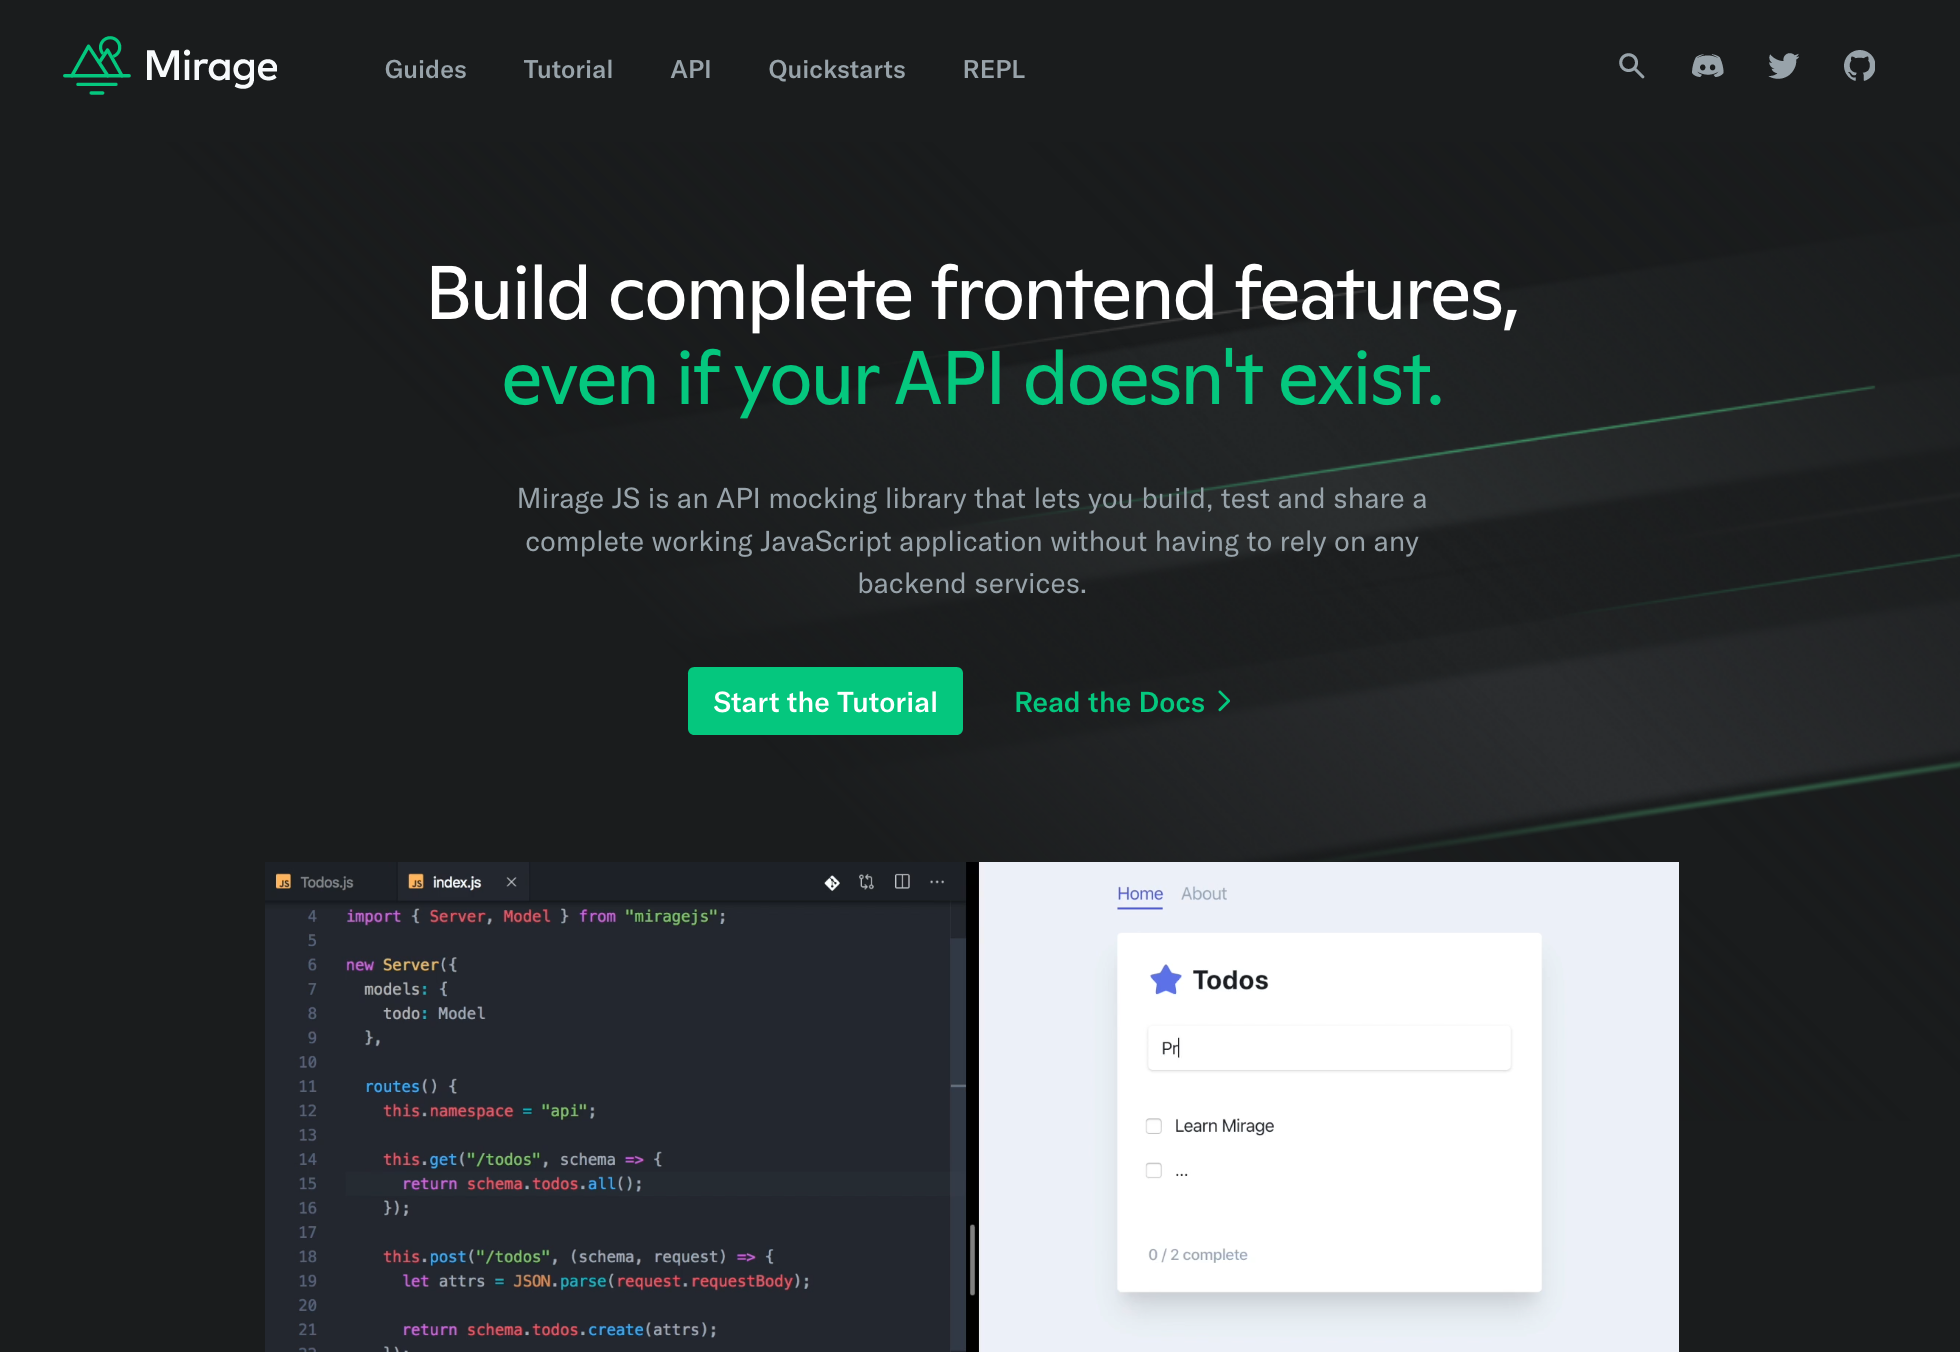 Mirage
Guides Tutorial API Quickstarts REPL
Build complete frontend features,
even if your API doesn't exist.
Mirage JS is an API mocking library that lets you build, test and share a
complete working JavaScript application without having to rely on any
backend services.
Start the Tutorial
Read the Docs
JS Todos.js
JS index.js
4 import { Server, Model } from "miragejs";
5
6 new Server({
7 models: {
8 todo: Model
9 },
10
11 routes() {
12 this.namespace = "api";
13
14 this.get("/todos", schema => {
15 return schema.todos.all();
16 });
17
18 this.post("/todos", (schema, request) => {
19 let attrs = JSON.parse(request.requestBody);
20
21 return schema.todos.create(attrs);
Home About
Todos
Pr
Learn Mirage
...
0 / 2 complete